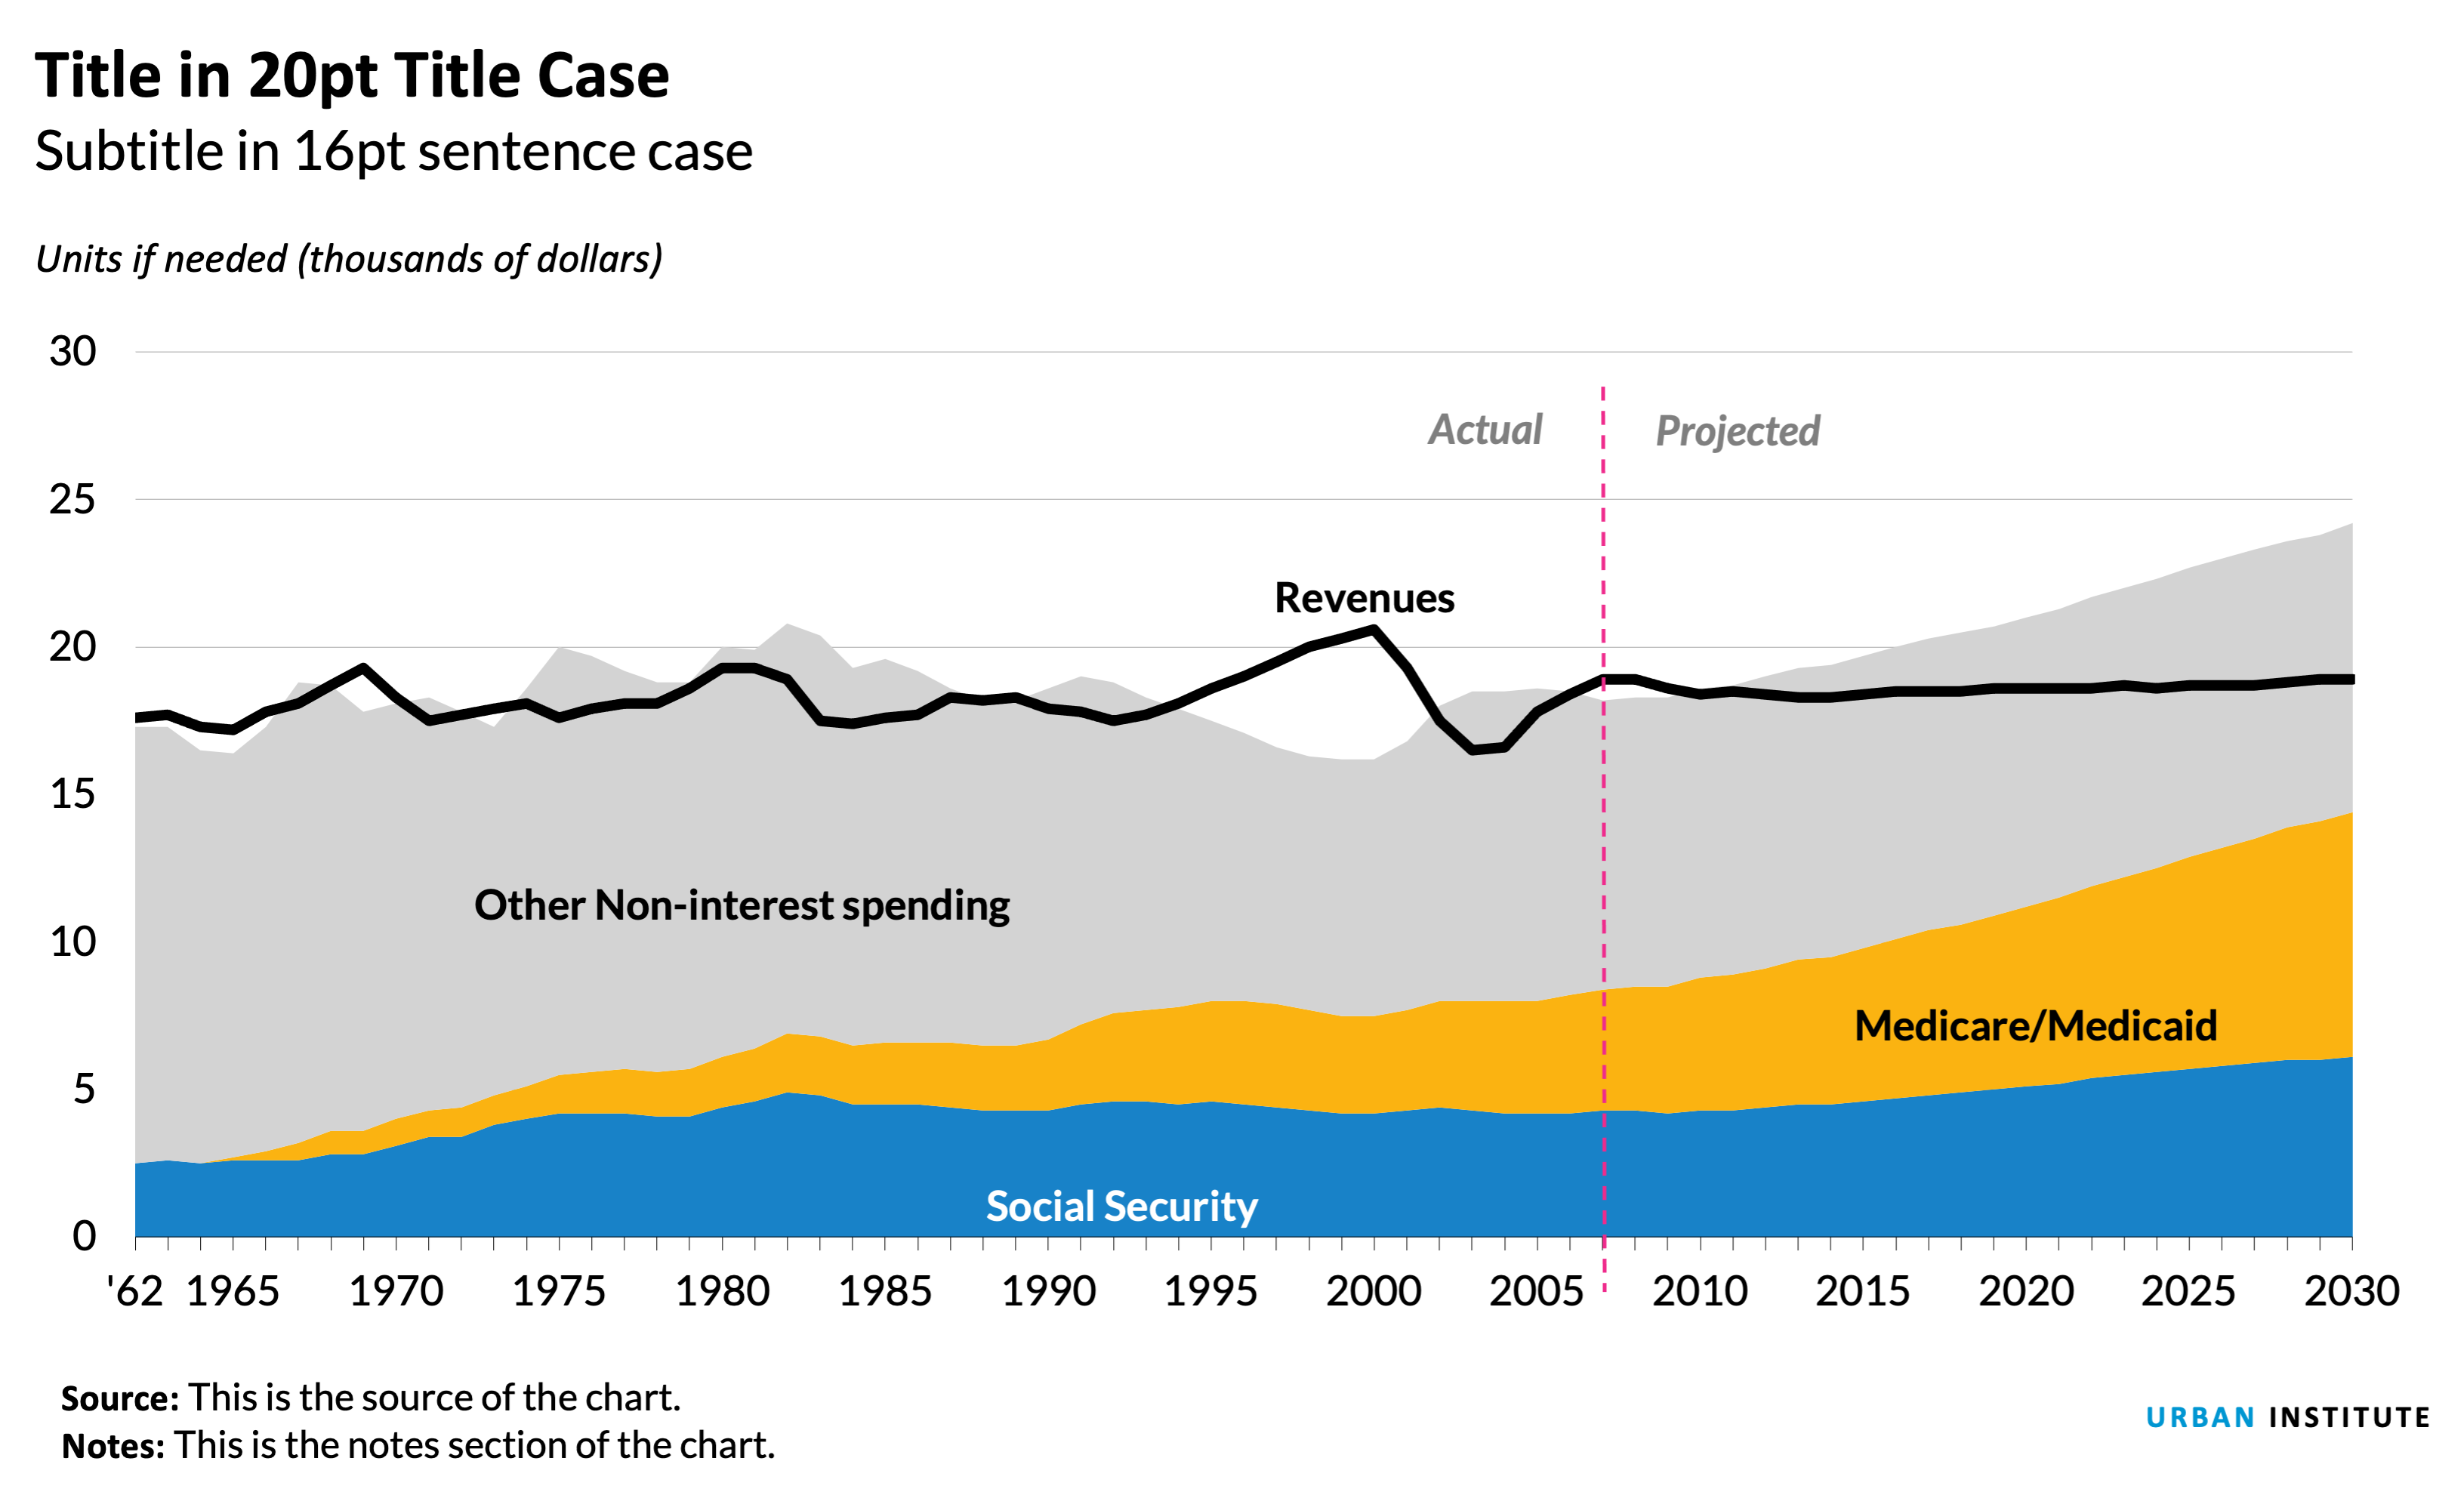 Title in 20pt Title Case
Subtitle in 16pt sentence case
Units if needed (thousands of dollars)
30
Actual
Projected
25
Revenues
20
15
Other Non-interest spending
10
Medicare/Medicaid
5
Social Security
0
'62 1965 1970 1975 1980 1985 1990 1995 2000 2005 2010 2015 2020 2025 2030
Source: This is the source of the chart.
Notes: This is the notes section of the chart.
URBAN INSTITUTE